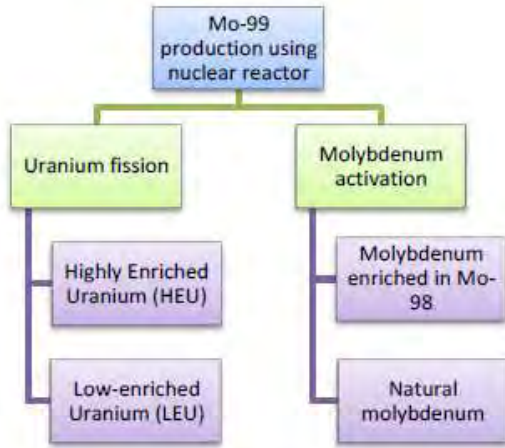 Mo-99
production using
nuclear reactor
Uranium fission
Highly Enriched
Uranium (HEU)
Low-enriched
Uranium (LEU)
Molybdenum
activation
Molybdenum
enriched in Mo-
98
Natural
molybdenum